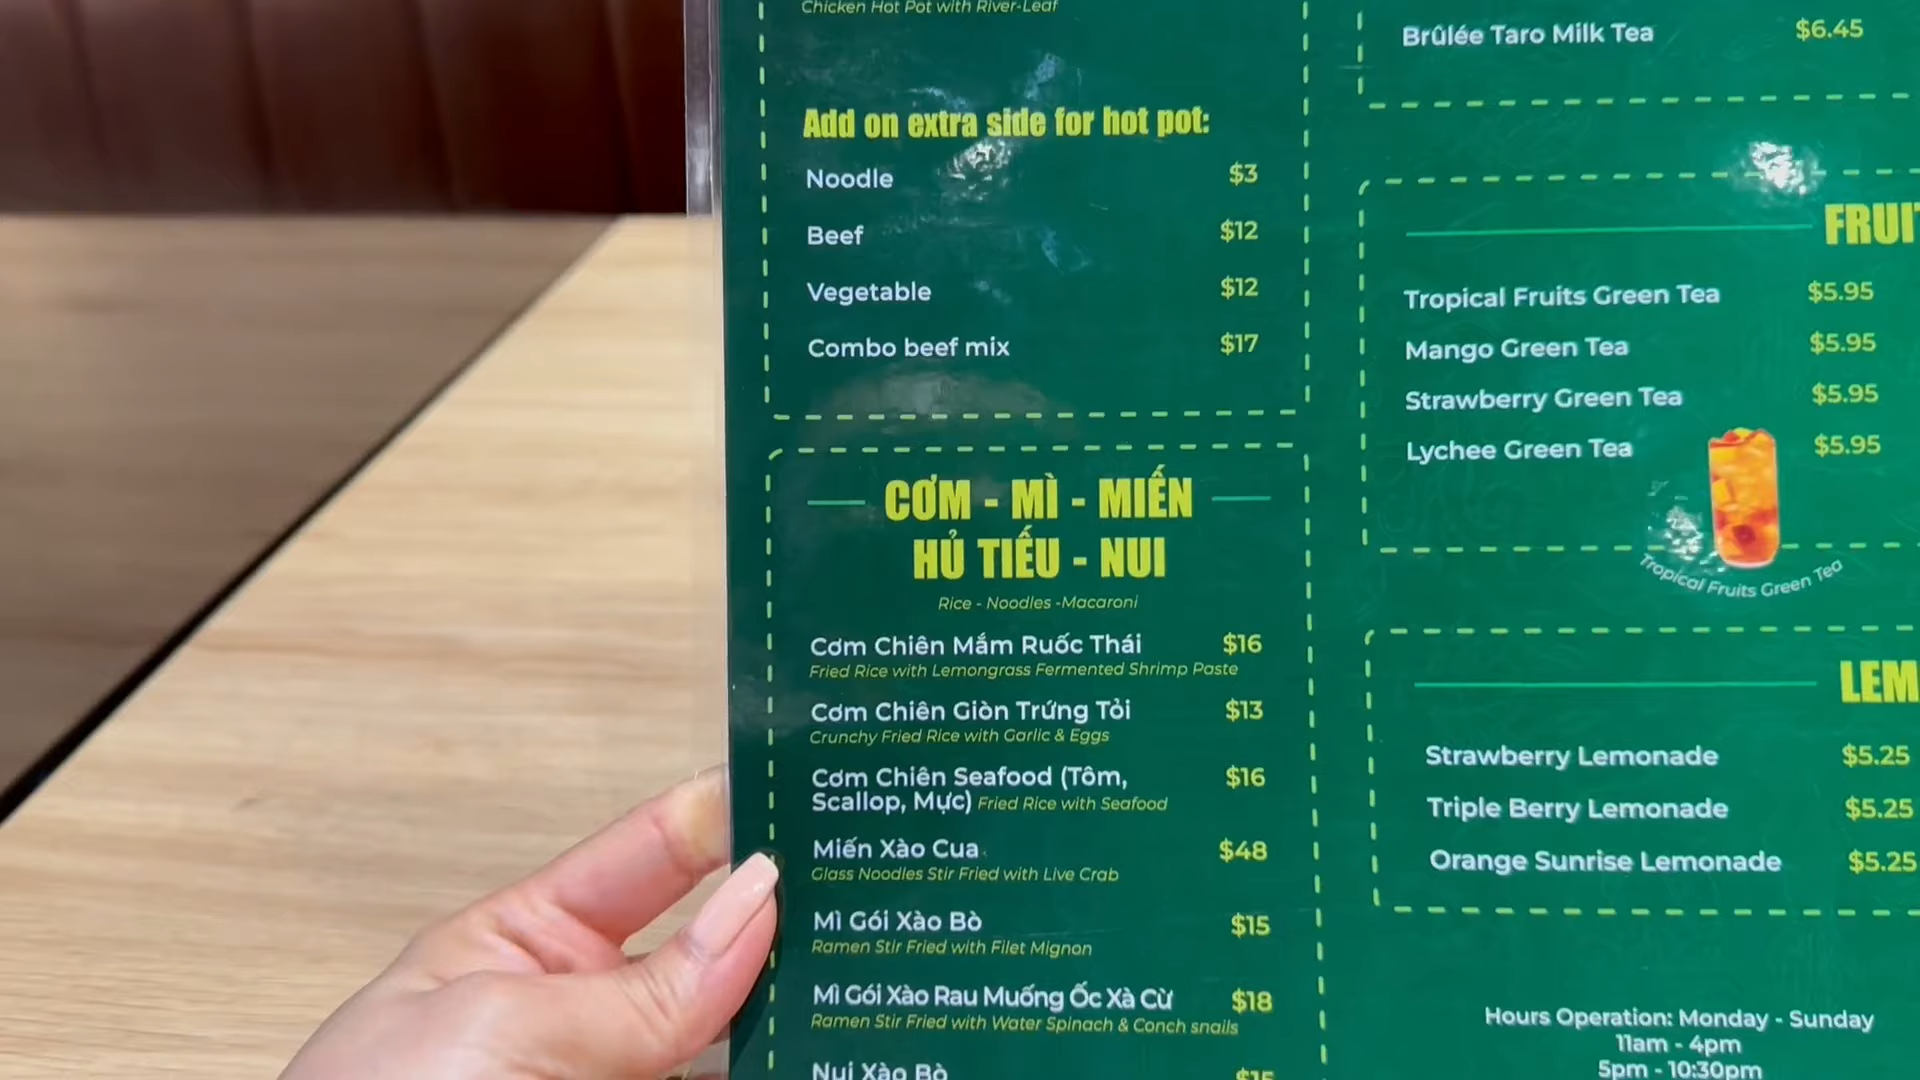 Chicken Hot Pot with River-Leaf
Add on extra side for hot pot:
Noodle $3
Beef $12
Vegetable $12
Combo beef mix $17
CƠM - MÌ - MIẾN
HỦ TIẾU - NUI
Rice - Noodles -Macaroni
Cơm Chiên Mắm Ruốc Thái $16
Fried Rice with Lemongrass Fermented Shrimp Paste
Cơm Chiên Giòn Trứng Tỏi $13
Crunchy Fried Rice with Garlic & Eggs
Cơm Chiên Seafood (Tôm, $16
Scallop, Mực) Fried Rice with Seafood
Miến Xào Cua $48
Glass Noodles Stir Fried with Live Crab
Mì Gói Xào Bò $15
Ramen Stir Fried with Filet Mignon
Mì Gói Xào Rau Muống Ốc Xà Cừ $18
Ramen Stir Fried with Water Spinach & Conch snails
Nui Xào Bò $15
Brûlée Taro Milk Tea $6.45
FRUIT
Tropical Fruits Green Tea $5.95
Mango Green Tea $5.95
Strawberry Green Tea $5.95
Lychee Green Tea $5.95
Tropical Fruits Green Tea
LEM
Strawberry Lemonade $5.25
Triple Berry Lemonade $5.25
Orange Sunrise Lemonade $5.25
Hours Operation: Monday - Sunday
11am - 4pm
5pm - 10:30pm